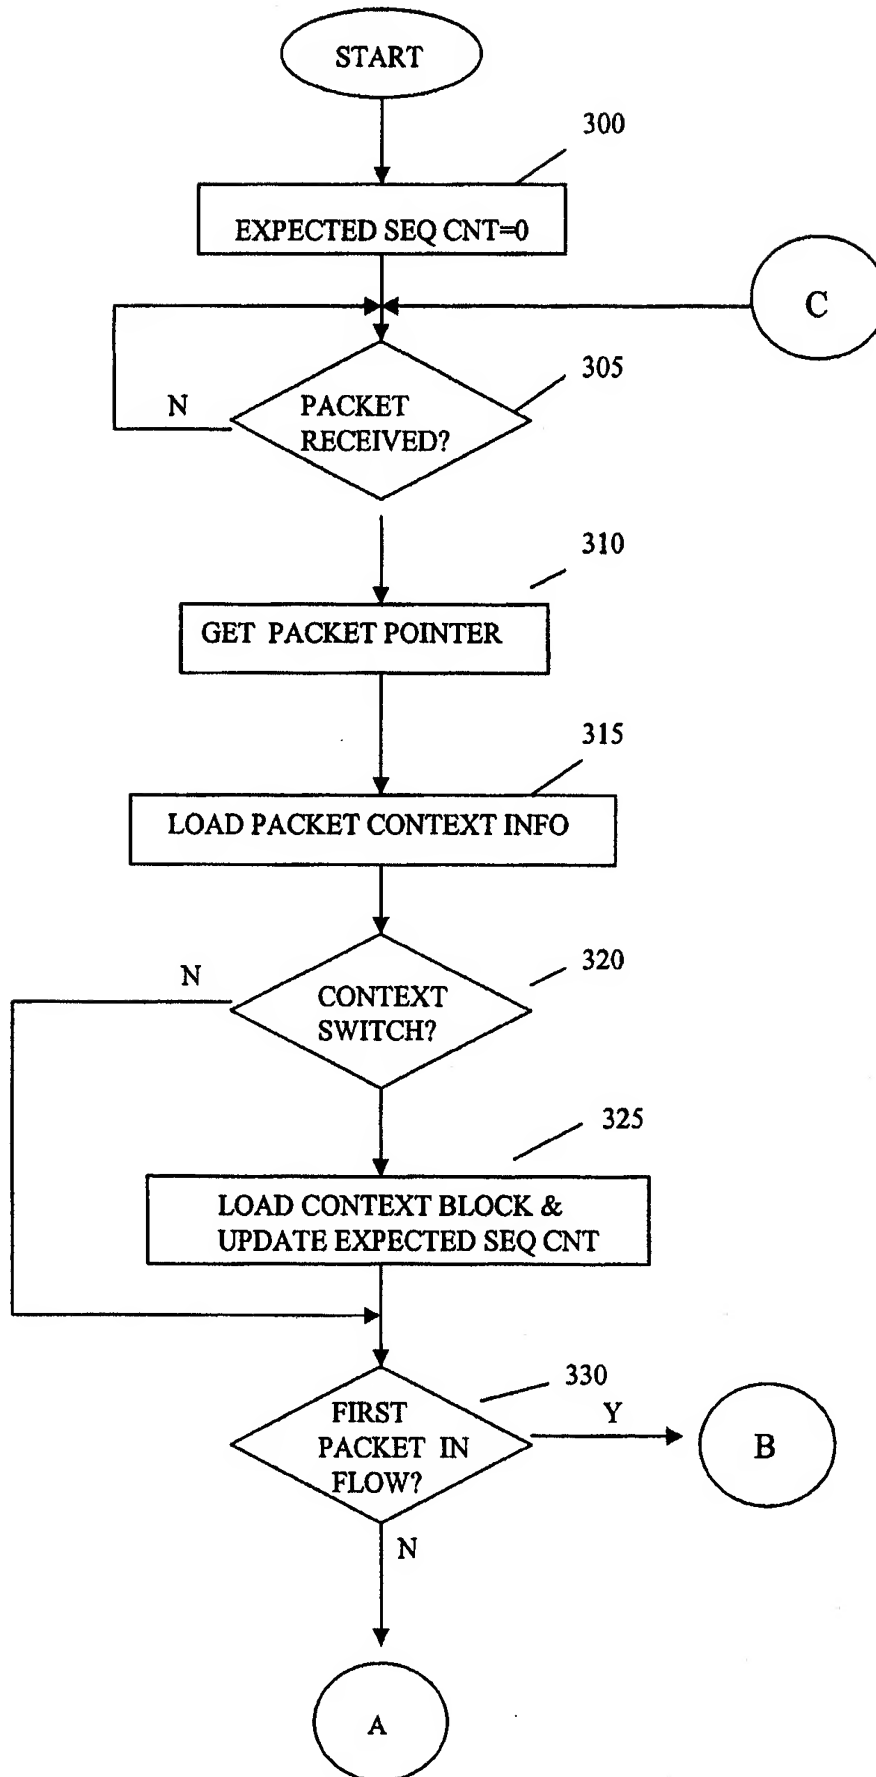 START
300
EXPECTED SEQ CNT=0
C
305
N
PACKET
RECEIVED?
310
GET PACKET POINTER
315
LOAD PACKET CONTEXT INFO
N
320
CONTEXT
SWITCH?
325
LOAD CONTEXT BLOCK &
UPDATE EXPECTED SEQ CNT
330
FIRST
PACKET IN
FLOW?
Y
B
N
A